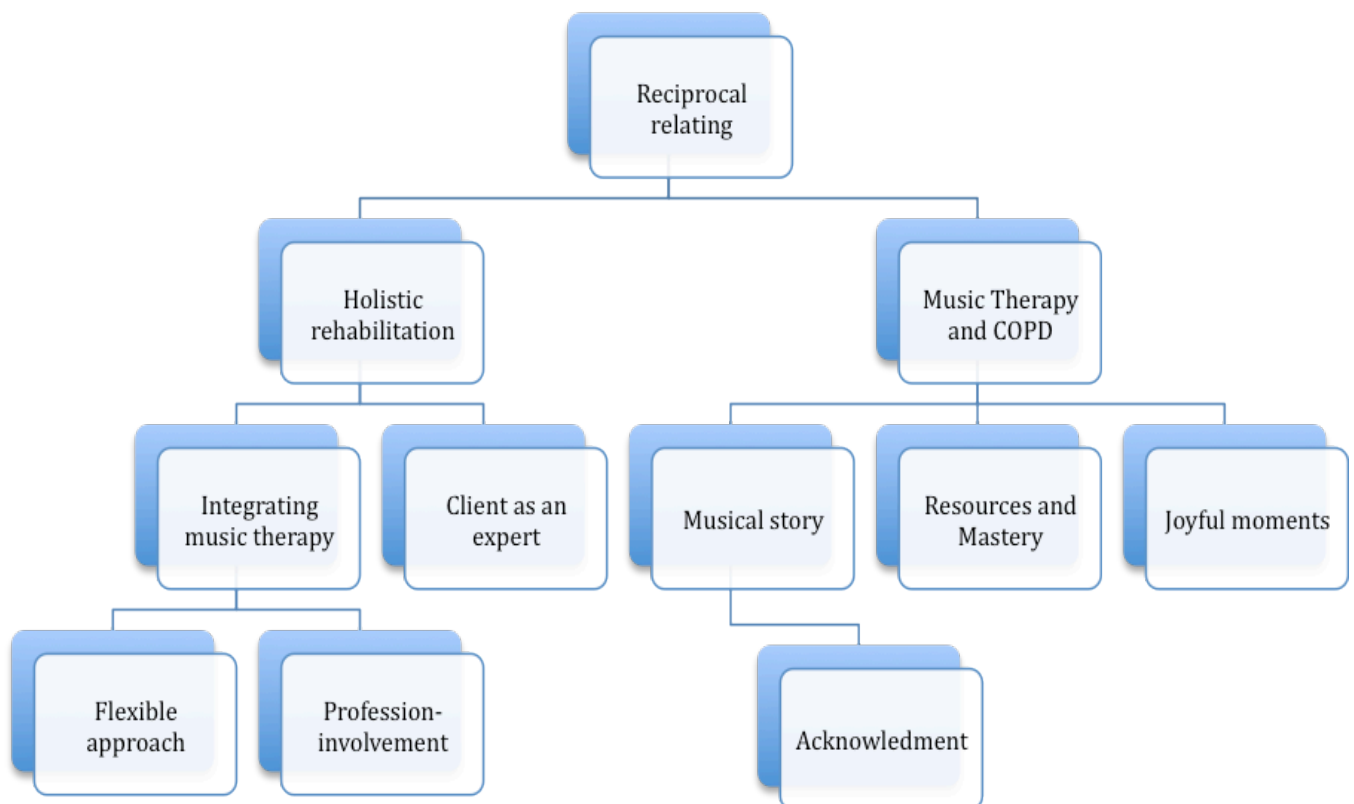 Reciprocal
relating
Holistic
rehabilitation
Music Therapy
and COPD
Integrating
music therapy
Client as an
expert
Musical story
Resources and
Mastery
Joyful moments
Flexible
approach
Profession-
involvement
Acknowledment